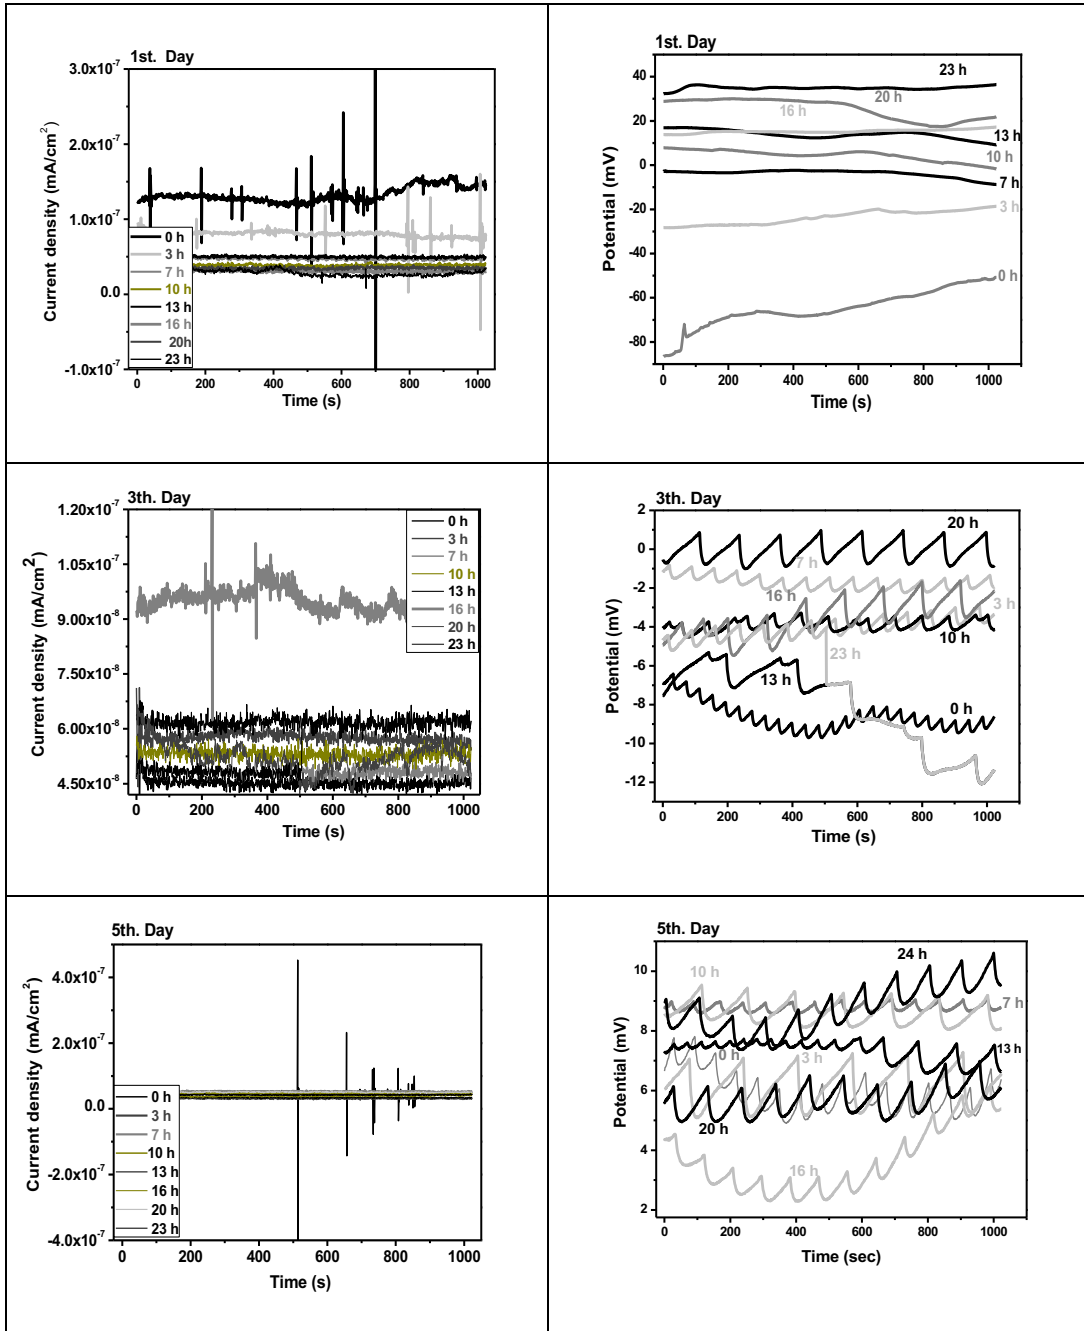 1st. Day
3.0x10⁻⁷
2.0x10⁻⁷
1.0x10⁻⁷
0.0
-1.0x10⁻⁷
Current density (mA/cm²)
0 h
3 h
7 h
10 h
13 h
16 h
20h
23 h
0 200 400 600 800 1000
Time (s)
1st. Day
40
20
0
-20
-40
-60
-80
Potential (mV)
23 h
20 h
16 h
13 h
10 h
7 h
3 h
0 h
0 200 400 600 800 1000
Time (s)
3th. Day
1.20x10⁻⁷
1.05x10⁻⁷
9.00x10⁻⁸
7.50x10⁻⁸
6.00x10⁻⁸
4.50x10⁻⁸
Current density (mA/cm²)
0 h
3 h
7 h
10 h
13 h
16 h
20 h
23 h
0 200 400 600 800 1000
Time (s)
3th. Day
2
0
-2
-4
-6
-8
-10
-12
Potential (mV)
20 h
7 h
16 h
3 h
10 h
23 h
13 h
0 h
0 200 400 600 800 1000
Time (s)
5th. Day
4.0x10⁻⁷
2.0x10⁻⁷
0.0
-2.0x10⁻⁷
-4.0x10⁻⁷
Current density (mA/cm²)
0 h
3 h
7 h
10 h
13 h
16 h
20 h
23 h
0 200 400 600 800 1000
Time (s)
5th. Day
10
8
6
4
2
Potential (mV)
24 h
10 h
7 h
13 h
0 h
3 h
20 h
16 h
0 200 400 600 800 1000
Time (sec)